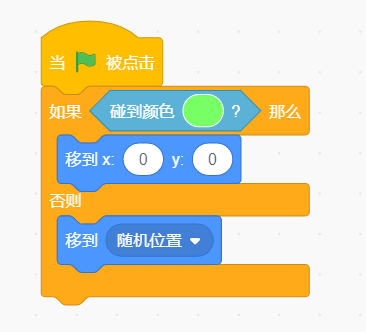 当 被点击
如果 碰到颜色 ? 那么
移到 x: 0 y: 0
否则
移到 随机位置